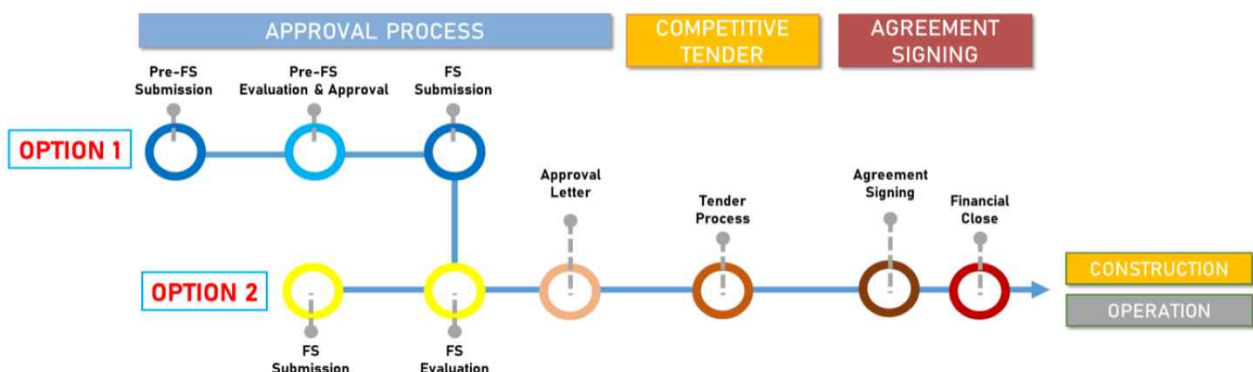 APPROVAL PROCESS
COMPETITIVE
TENDER
AGREEMENT
SIGNING
Pre-FS
Submission
Pre-FS
Evaluation & Approval
FS
Submission
OPTION 1
Approval
Letter
Tender
Process
Agreement
Signing
Financial
Close
OPTION 2
CONSTRUCTION
OPERATION
FS
Submission
FS
Evaluation